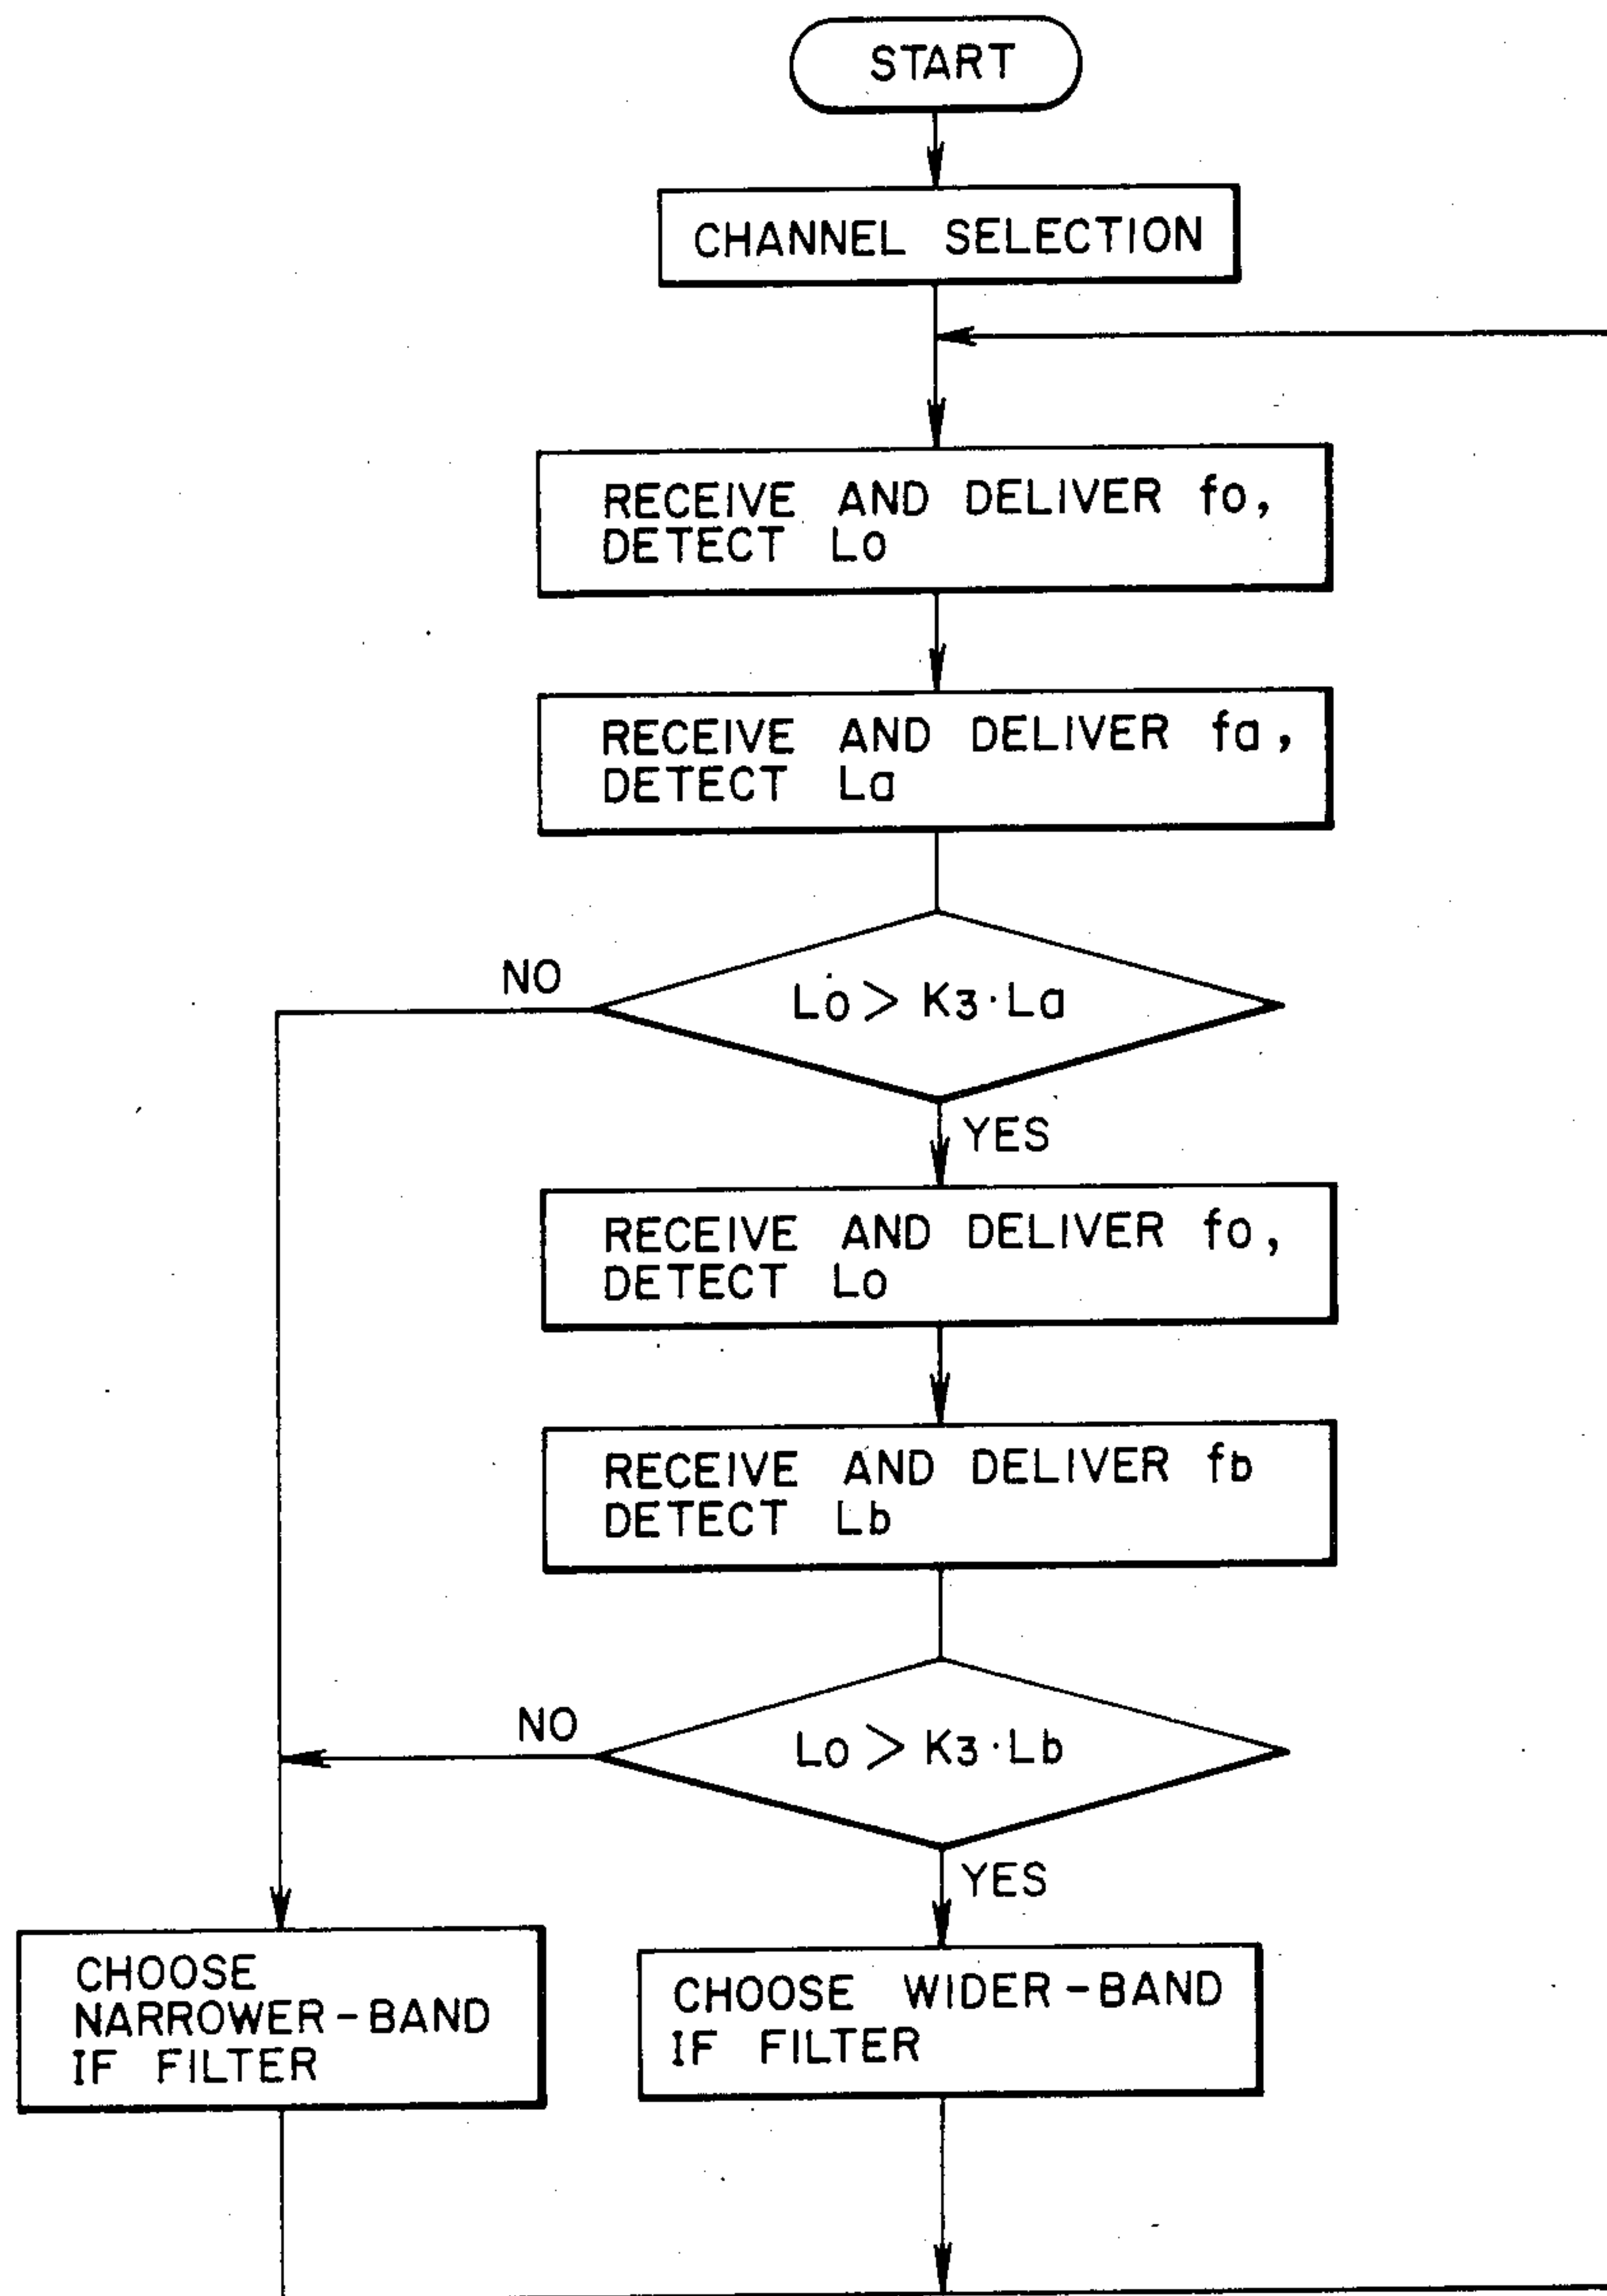 START
CHANNEL SELECTION
RECEIVE AND DELIVER fo,
DETECT Lo
RECEIVE AND DELIVER fa,
DETECT La
NO
Lo > K3·La
YES
RECEIVE AND DELIVER fo,
DETECT Lo
RECEIVE AND DELIVER fb
DETECT Lb
NO
Lo > K3·Lb
YES
CHOOSE
NARROWER-BAND
IF FILTER
CHOOSE WIDER-BAND
IF FILTER